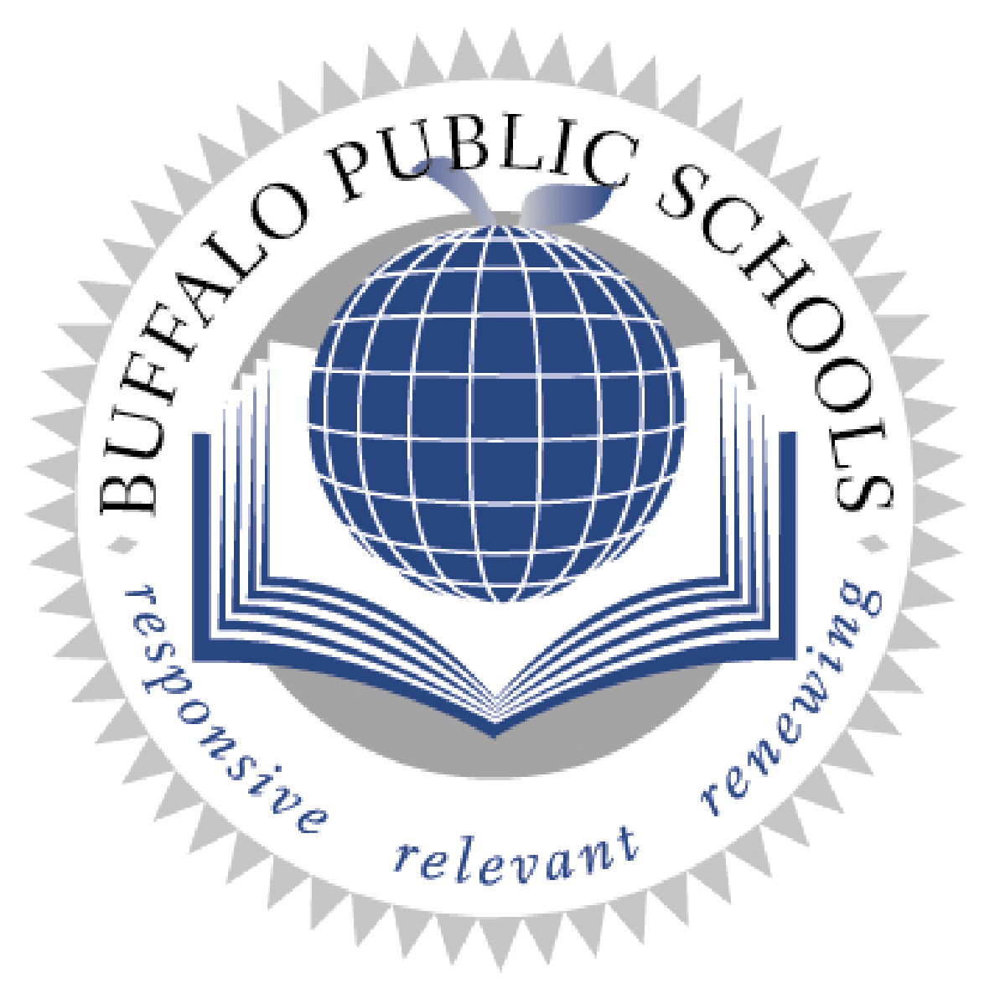 BUFFALO PUBLIC SCHOOLS
responsive relevant renewing